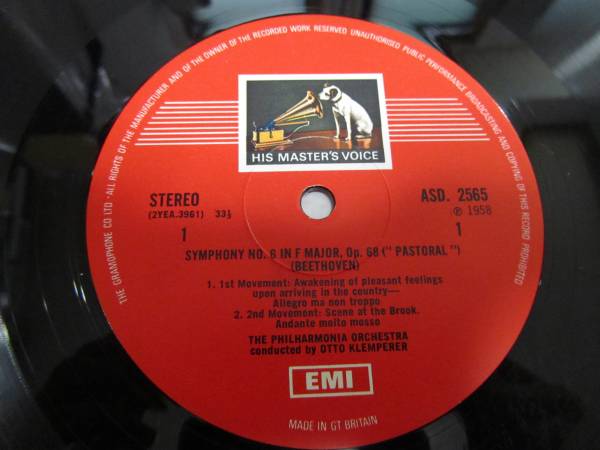 THE GRAMOPHONE CO LTD · ALL RIGHTS OF THE MANUFACTURER AND OF THE OWNER OF THE RECORDED WORK RESERVED UNAUTHORISED PUBLIC PERFORMANCE BROADCASTING AND COPYING OF THIS RECORD PROHIBITED
HIS MASTER'S VOICE
STEREO
(2YEA.3961) 33⅓
1
ASD. 2565
℗ 1958
1
SYMPHONY NO. 6 IN F MAJOR, Op. 68 (" PASTORAL ")
(BEETHOVEN)
1. 1st Movement: Awakening of pleasant feelings
upon arriving in the country—
Allegro ma non troppo
2. 2nd Movement: Scene at the Brook.
Andante molto mosso
THE PHILHARMONIA ORCHESTRA
conducted by OTTO KLEMPERER
EMI
MADE IN GT BRITAIN